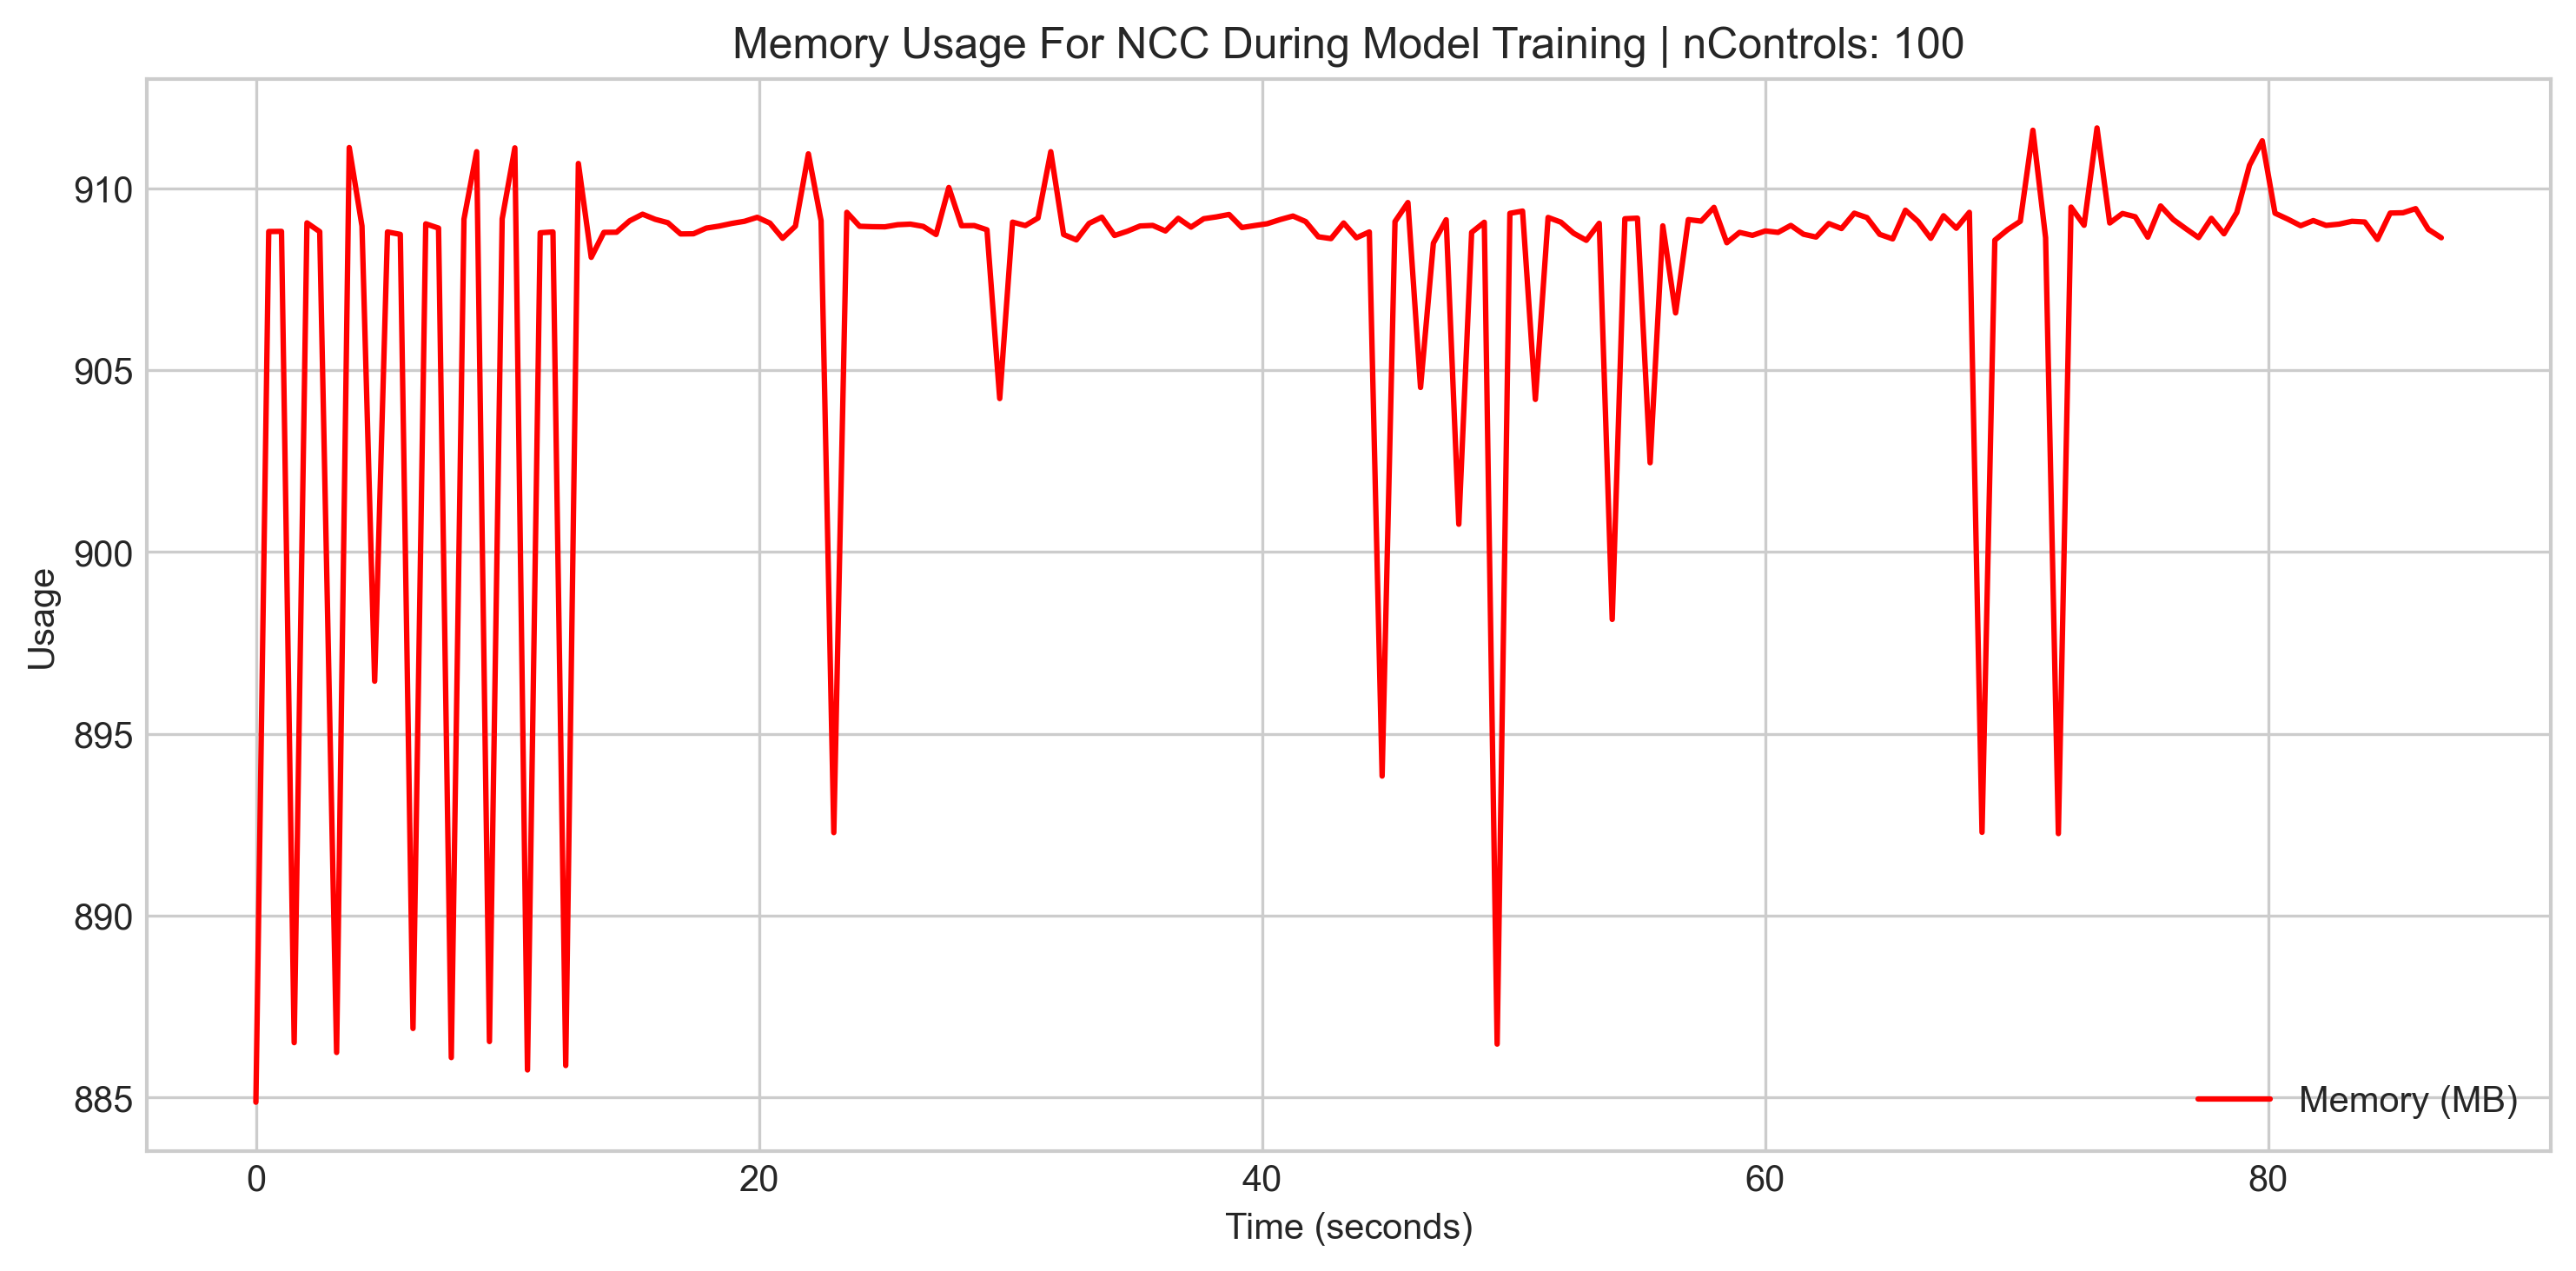 Memory Usage For NCC During Model Training | nControls: 100
910
905
900
895
890
885
Usage
Memory (MB)
0 20 40 60 80
Time (seconds)